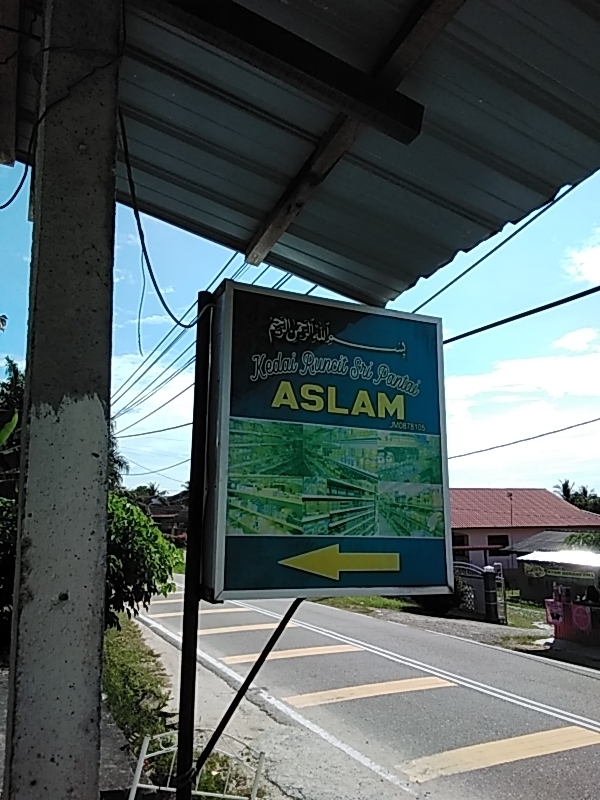 بسم الله الرحمن الرحيم
Kedai Runcit Sri Pantai
ASLAM
JM0878105